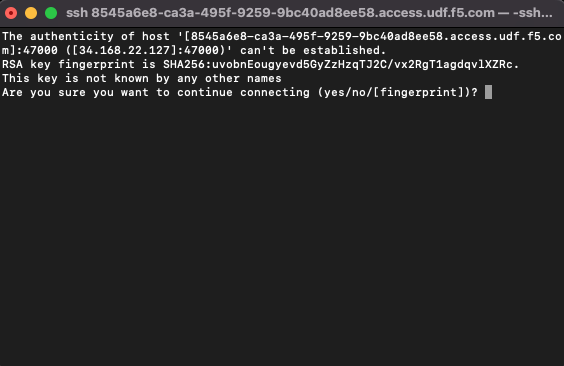 ssh 8545a6e8-ca3a-495f-9259-9bc40ad8ee58.access.udf.f5.com — -ssh...
The authenticity of host '[8545a6e8-ca3a-495f-9259-9bc40ad8ee58.access.udf.f5.co
m]:47000 ([34.168.22.127]:47000)' can't be established.
RSA key fingerprint is SHA256:uvobnEougyevd5GyZzHzqTJ2C/vx2RgT1agdqvlXZRc.
This key is not known by any other names
Are you sure you want to continue connecting (yes/no/[fingerprint])?